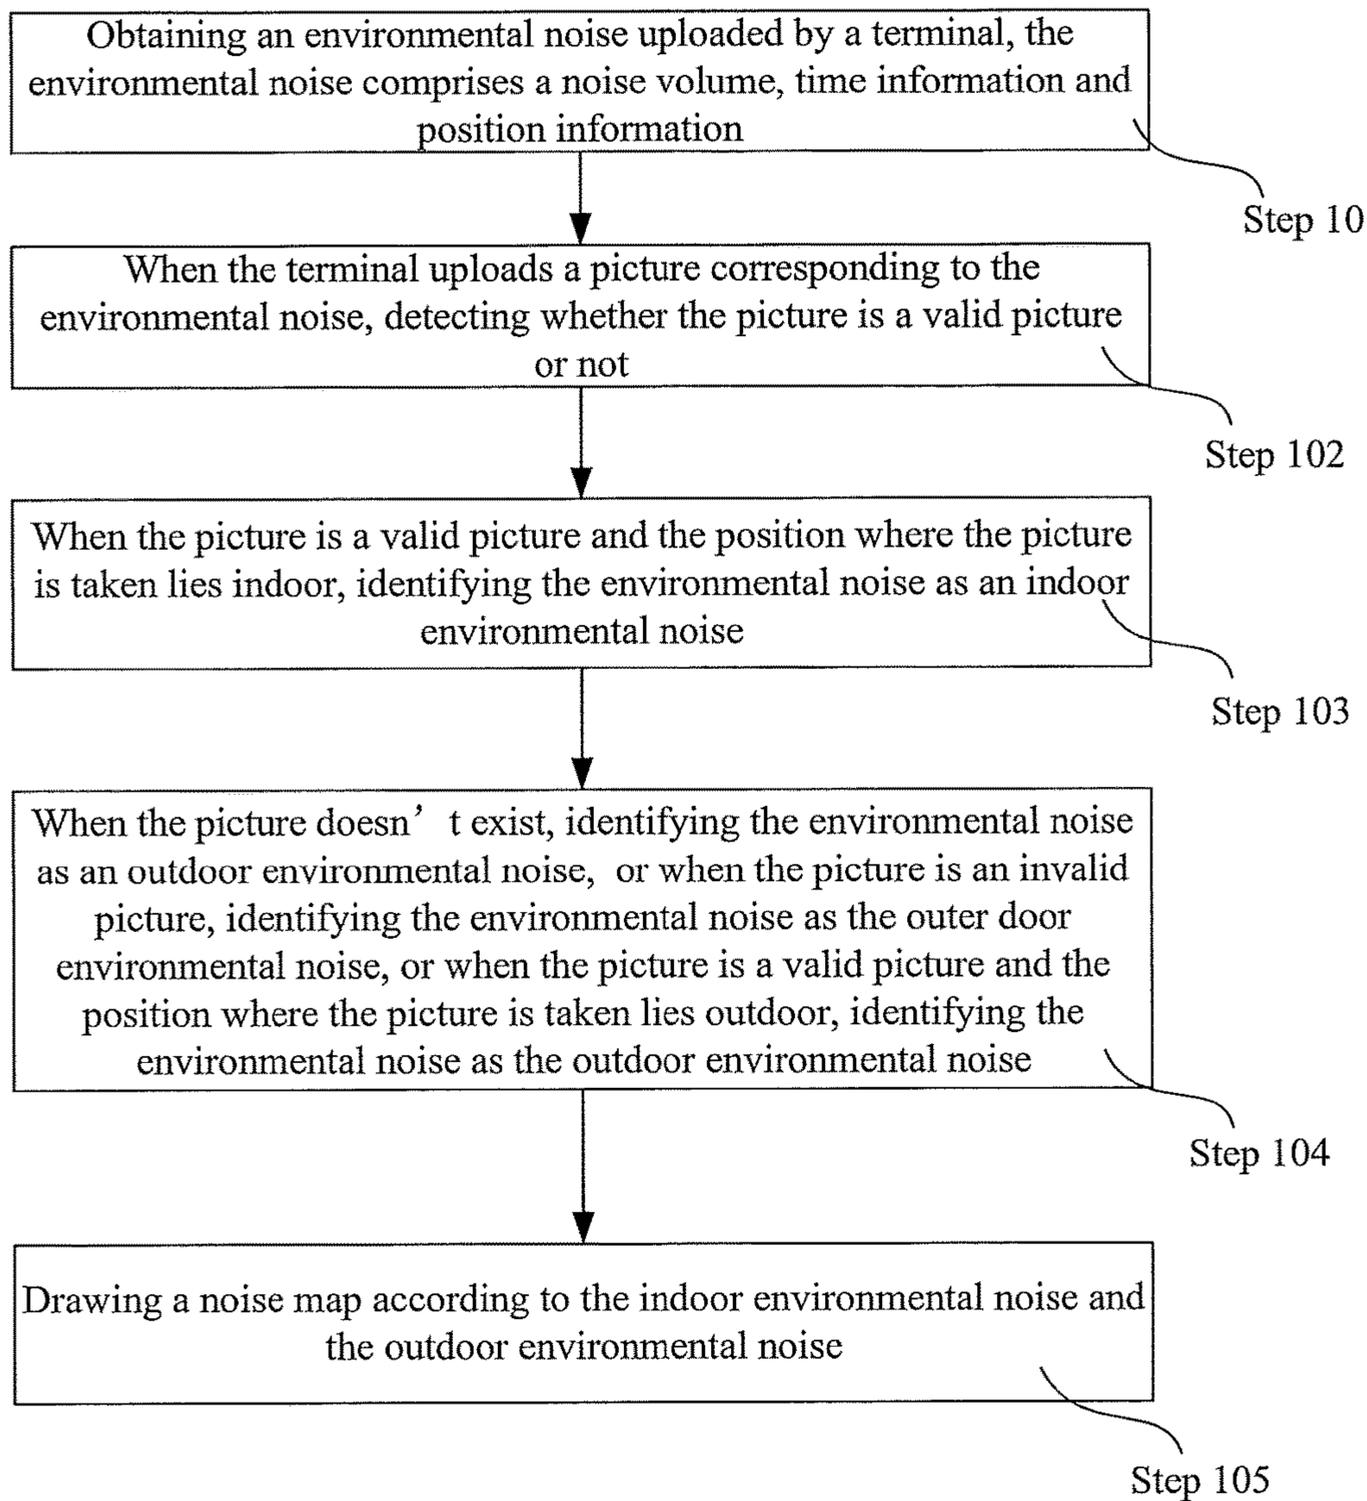 Obtaining an environmental noise uploaded by a terminal, the
environmental noise comprises a noise volume, time information and
position information
Step 10
When the terminal uploads a picture corresponding to the
environmental noise, detecting whether the picture is a valid picture
or not
Step 102
When the picture is a valid picture and the position where the picture
is taken lies indoor, identifying the environmental noise as an indoor
environmental noise
Step 103
When the picture doesn’ t exist, identifying the environmental noise
as an outdoor environmental noise, or when the picture is an invalid
picture, identifying the environmental noise as the outer door
environmental noise, or when the picture is a valid picture and the
position where the picture is taken lies outdoor, identifying the
environmental noise as the outdoor environmental noise
Step 104
Drawing a noise map according to the indoor environmental noise and
the outdoor environmental noise
Step 105